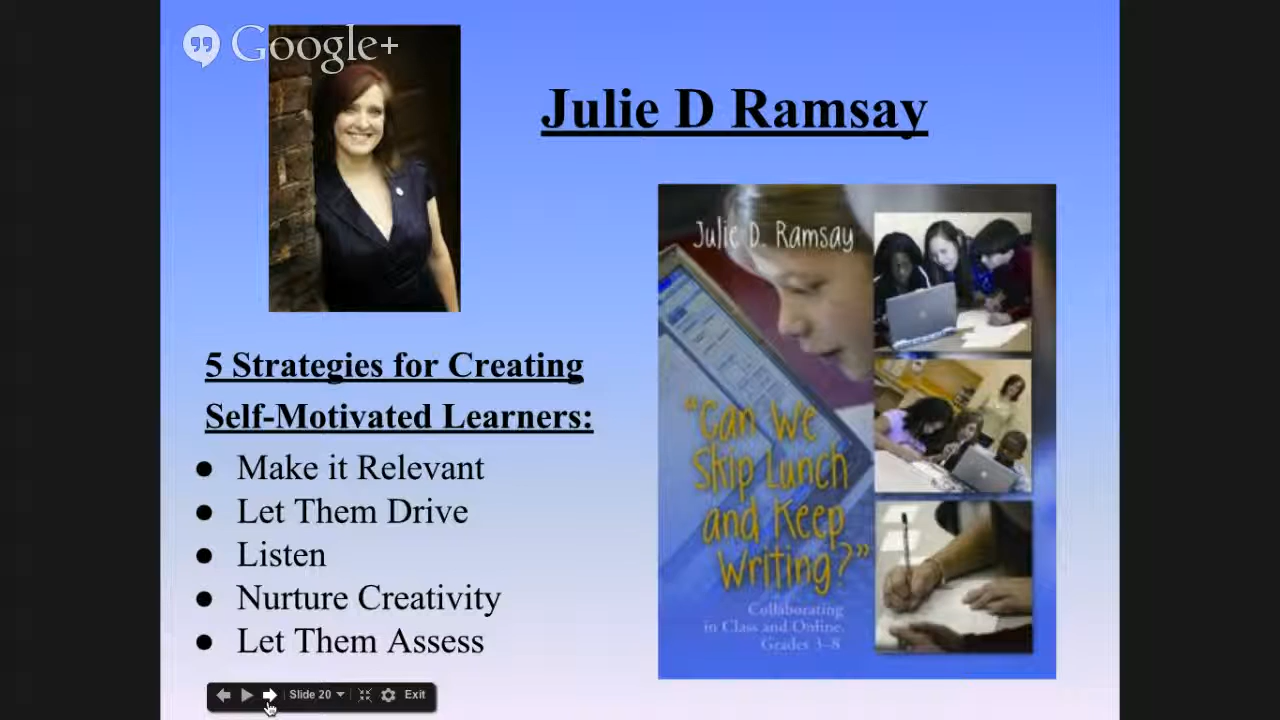 Google+
Julie D Ramsay
Julie D. Ramsay
"Can We
Skip Lunch
and Keep
Writing?"
Collaborating
in Class and Online,
Grades 3–8
5 Strategies for Creating
Self-Motivated Learners:
● Make it Relevant
● Let Them Drive
● Listen
● Nurture Creativity
● Let Them Assess
Slide 20
Exit